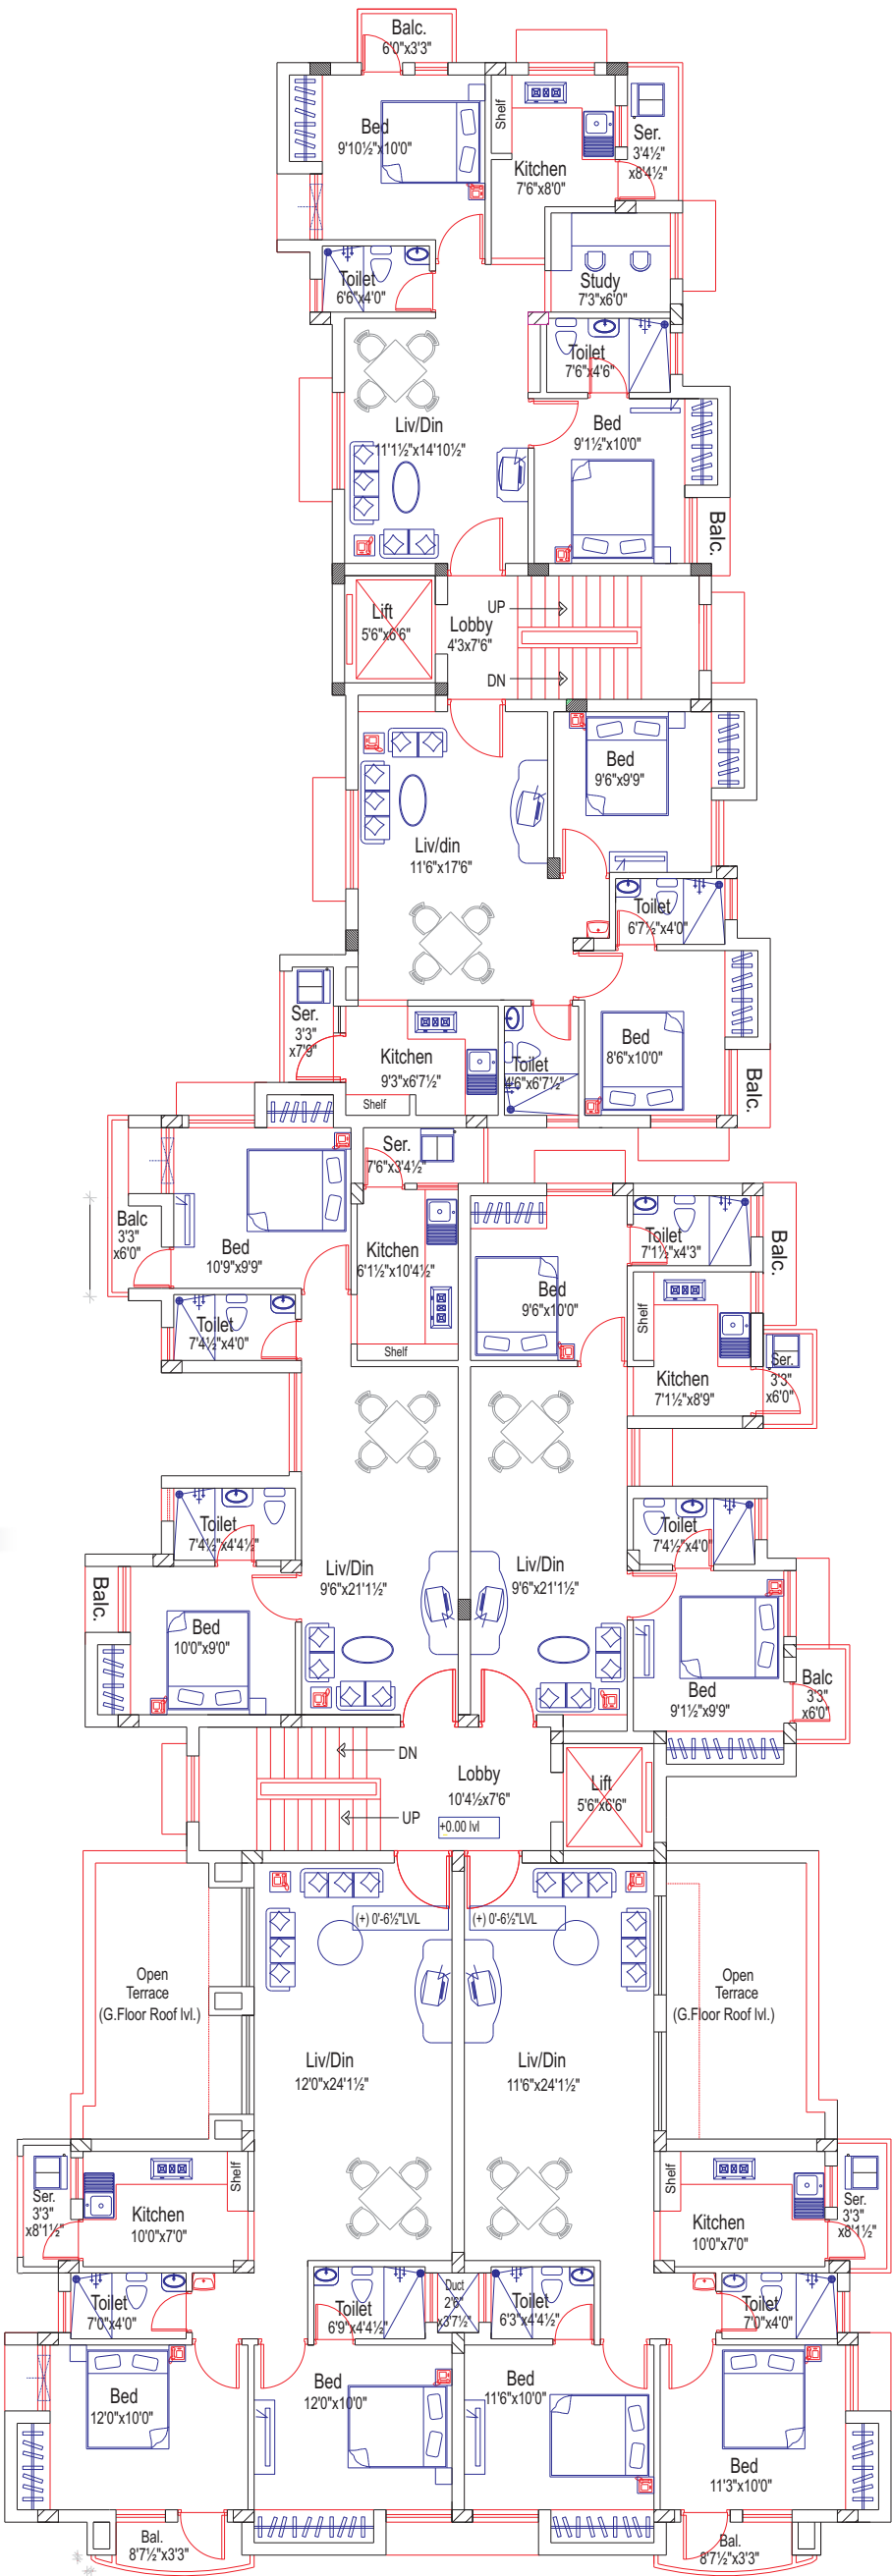 Balc.
6'0"x3'3"
Bed
9'10½"x10'0"
Shelf
Kitchen
7'6"x8'0"
Ser.
3'4½"
x8'4½"
Toilet
6'6"x4'0"
Study
7'3"x6'0"
Toilet
7'6"x4'6"
Liv/Din
11'1½"x14'10½"
Bed
9'1½"x10'0"
Balc.
Lift
5'6"x6'6"
Lobby
4'3x7'6"
UP
DN
Bed
9'6"x9'9"
Liv/din
11'6"x17'6"
Toilet
6'7½"x4'0"
Ser.
3'3"
x7'9"
Kitchen
9'3"x6'7½"
Shelf
Toilet
4'6"x6'7½"
Bed
8'6"x10'0"
Balc.
Ser.
7'6"x3'4½"
Balc
3'3"
x6'0"
Bed
10'9"x9'9"
Kitchen
6'1½"x10'4½"
Shelf
Bed
9'6"x10'0"
Toilet
7'1½"x4'3"
Balc.
Toilet
7'4½"x4'0"
Shelf
Kitchen
7'1½"x8'9"
Ser.
3'3"
x6'0"
Toilet
7'4½"x4'4½"
Toilet
7'4½"x4'0"
Liv/Din
9'6"x21'1½"
Liv/Din
9'6"x21'1½"
Balc.
Bed
10'0"x9'0"
Bed
9'1½"x9'9"
Balc
3'3"
x6'0"
DN
UP
Lobby
10'4½x7'6"
+0.00 lvl
Lift
5'6"x6'6"
(+) 0'-6½"LVL
(+) 0'-6½"LVL
Open
Terrace
(G.Floor Roof lvl.)
Open
Terrace
(G.Floor Roof lvl.)
Liv/Din
12'0"x24'1½"
Liv/Din
11'6"x24'1½"
Ser.
3'3"
x8'1½"
Kitchen
10'0"x7'0"
Shelf
Shelf
Kitchen
10'0"x7'0"
Ser.
3'3"
x8'1½"
Toilet
7'0"x4'0"
Toilet
6'9"x4'4½"
Duct
2'6"
x3'7½"
Toilet
6'3"x4'4½"
Toilet
7'0"x4'0"
Bed
12'0"x10'0"
Bed
12'0"x10'0"
Bed
11'6"x10'0"
Bed
11'3"x10'0"
Bal.
8'7½"x3'3"
Bal.
8'7½"x3'3"